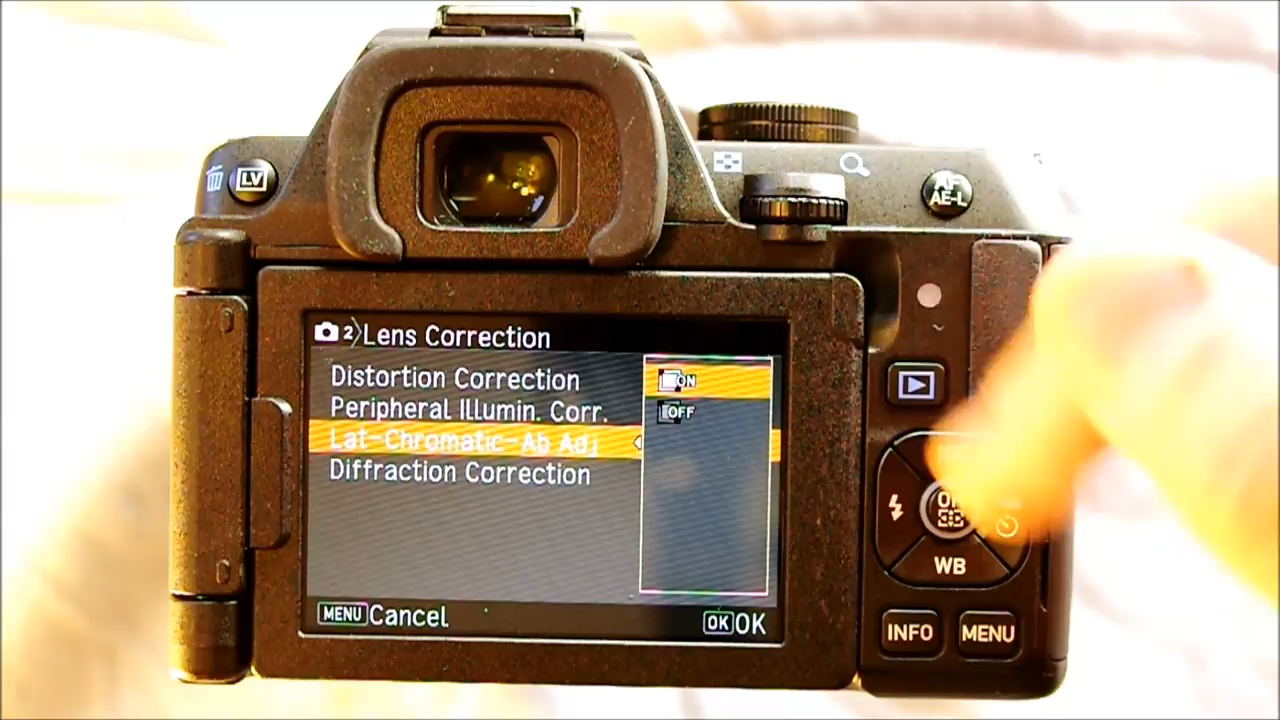 LV
AF
AE-L
2 Lens Correction
Distortion Correction
ON
Peripheral Illumin. Corr.
OFF
Lat-Chromatic-Ab Adj
Diffraction Correction
MENU Cancel
OK OK
WB
INFO
MENU